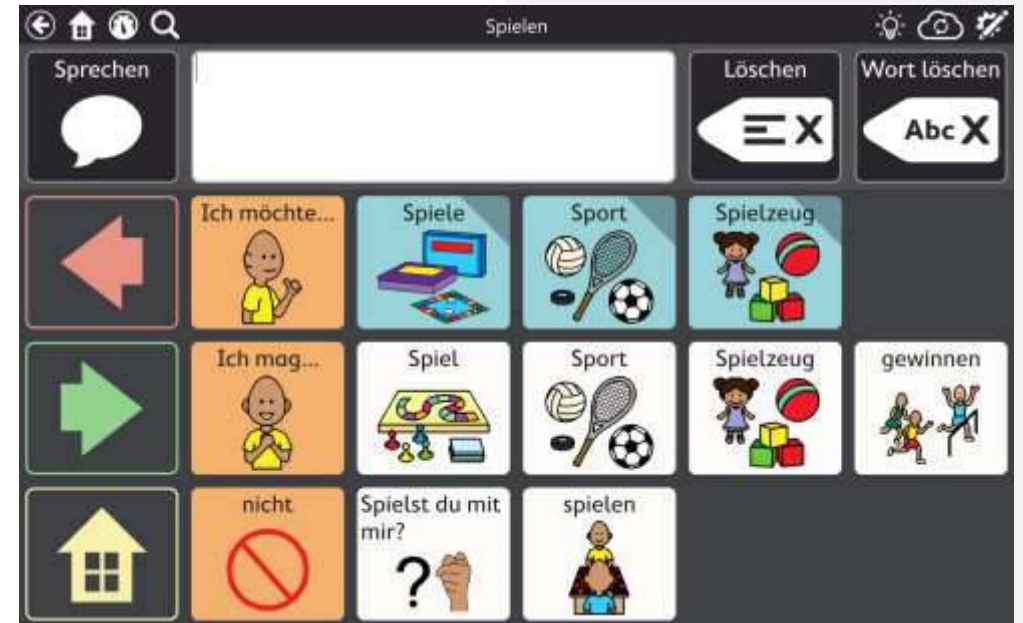 Spielen
Sprechen
Löschen
Wort löschen
Abc X
Ich möchte...
Spiele
Sport
Spielzeug
Ich mag...
Spiel
Sport
Spielzeug
gewinnen
nicht
Spielst du mit
mir?
?
spielen